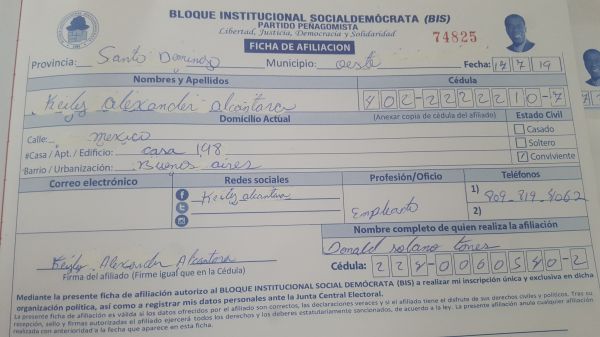 BLOQUE INSTITUCIONAL SOCIALDEMÓCRATA (BIS)
PARTIDO PEÑAGOMISTA
Libertad, Justicia, Democracia y Solidaridad
FICHA DE AFILIACION
74825
Provincia: Santo Domingo Municipio: oeste Fecha: 14 7 19
Nombres y Apellidos Cédula
Keily alexander alcantara 402-2222210-7
Domicilio Actual (Anexar copia de cédula del afiliado) Estado Civil
Calle: mexico Casado
#Casa / Apt. / Edificio: casa 198 Soltero
Barrio / Urbanización: Buenos aires Conviviente
Correo electrónico Redes sociales Profesión/Oficio Teléfonos
Keily alcantara Empleanto 1) 809-819-4062
2)
Nombre completo de quien realiza la afiliación
Donald solano torres
Keily Alexander Alcantara Cédula: 224-0060540-2
Firma del afiliado (Firme igual que en la Cédula)
Mediante la presente ficha de afiliación autorizo al BLOQUE INSTITUCIONAL SOCIAL DEMÓCRATA (BIS) a realizar mi inscripción única y exclusiva en dicha
organización política, así como a registrar mis datos personales ante la Junta Central Electoral.
La presente ficha de afiliación es válida si los datos ofrecidos por el afiliado son correctos, las declaraciones veraces y si el afiliado tiene el disfrute de sus derechos civiles y políticos. Tras su
recepción, sello y firmas autorizadas el afiliado ejercerá todos los derechos y los deberes estatutariamente sancionados, de acuerdo a la ley. La presente afiliación anula cualquier afiliación
realizada con anterioridad a la fecha que aparece en esta ficha.